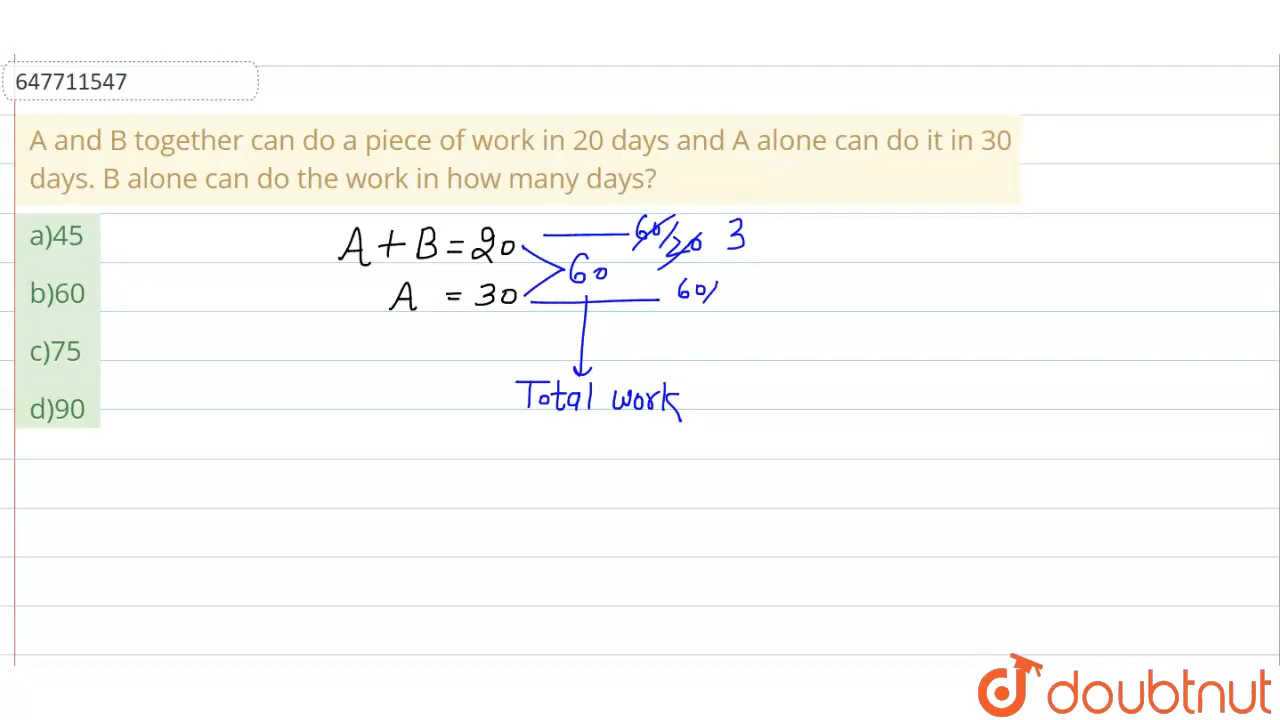 647711547
A and B together can do a piece of work in 20 days and A alone can do it in 30
days. B alone can do the work in how many days?
a)45
b)60
c)75
d)90
A + B = 20 60/20 3
60
A = 30 60/
Total work
doubtnut